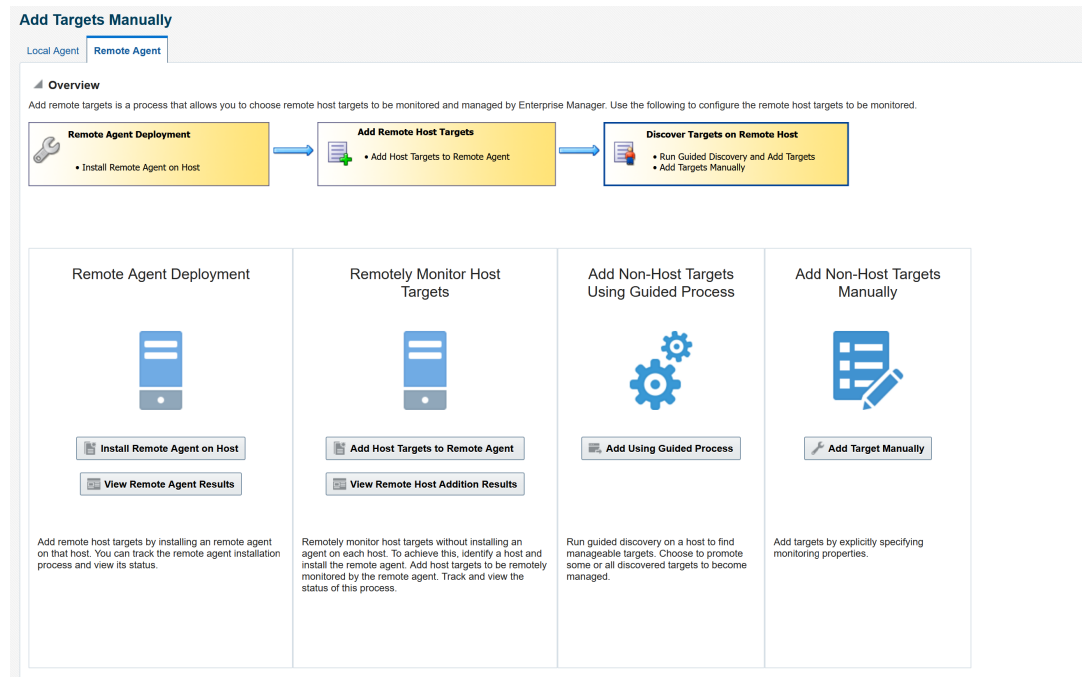 Add Targets Manually
Local Agent
Remote Agent
Overview
Add remote targets is a process that allows you to choose remote host targets to be monitored and managed by Enterprise Manager. Use the following to configure the remote host targets to be monitored.
Remote Agent Deployment
• Install Remote Agent on Host
Add Remote Host Targets
• Add Host Targets to Remote Agent
Discover Targets on Remote Host
• Run Guided Discovery and Add Targets
• Add Targets Manually
Remote Agent Deployment
Install Remote Agent on Host
View Remote Agent Results
Add remote host targets by installing an remote agent
on that host. You can track the remote agent installation
process and view its status.
Remotely Monitor Host
Targets
Add Host Targets to Remote Agent
View Remote Host Addition Results
Remotely monitor host targets without installing an
agent on each host. To achieve this, identify a host and
install the remote agent. Add host targets to be remotely
monitored by the remote agent. Track and view the
status of this process.
Add Non-Host Targets
Using Guided Process
Add Using Guided Process
Run guided discovery on a host to find
manageable targets. Choose to promote
some or all discovered targets to become
managed.
Add Non-Host Targets
Manually
Add Target Manually
Add targets by explicitly specifying
monitoring properties.